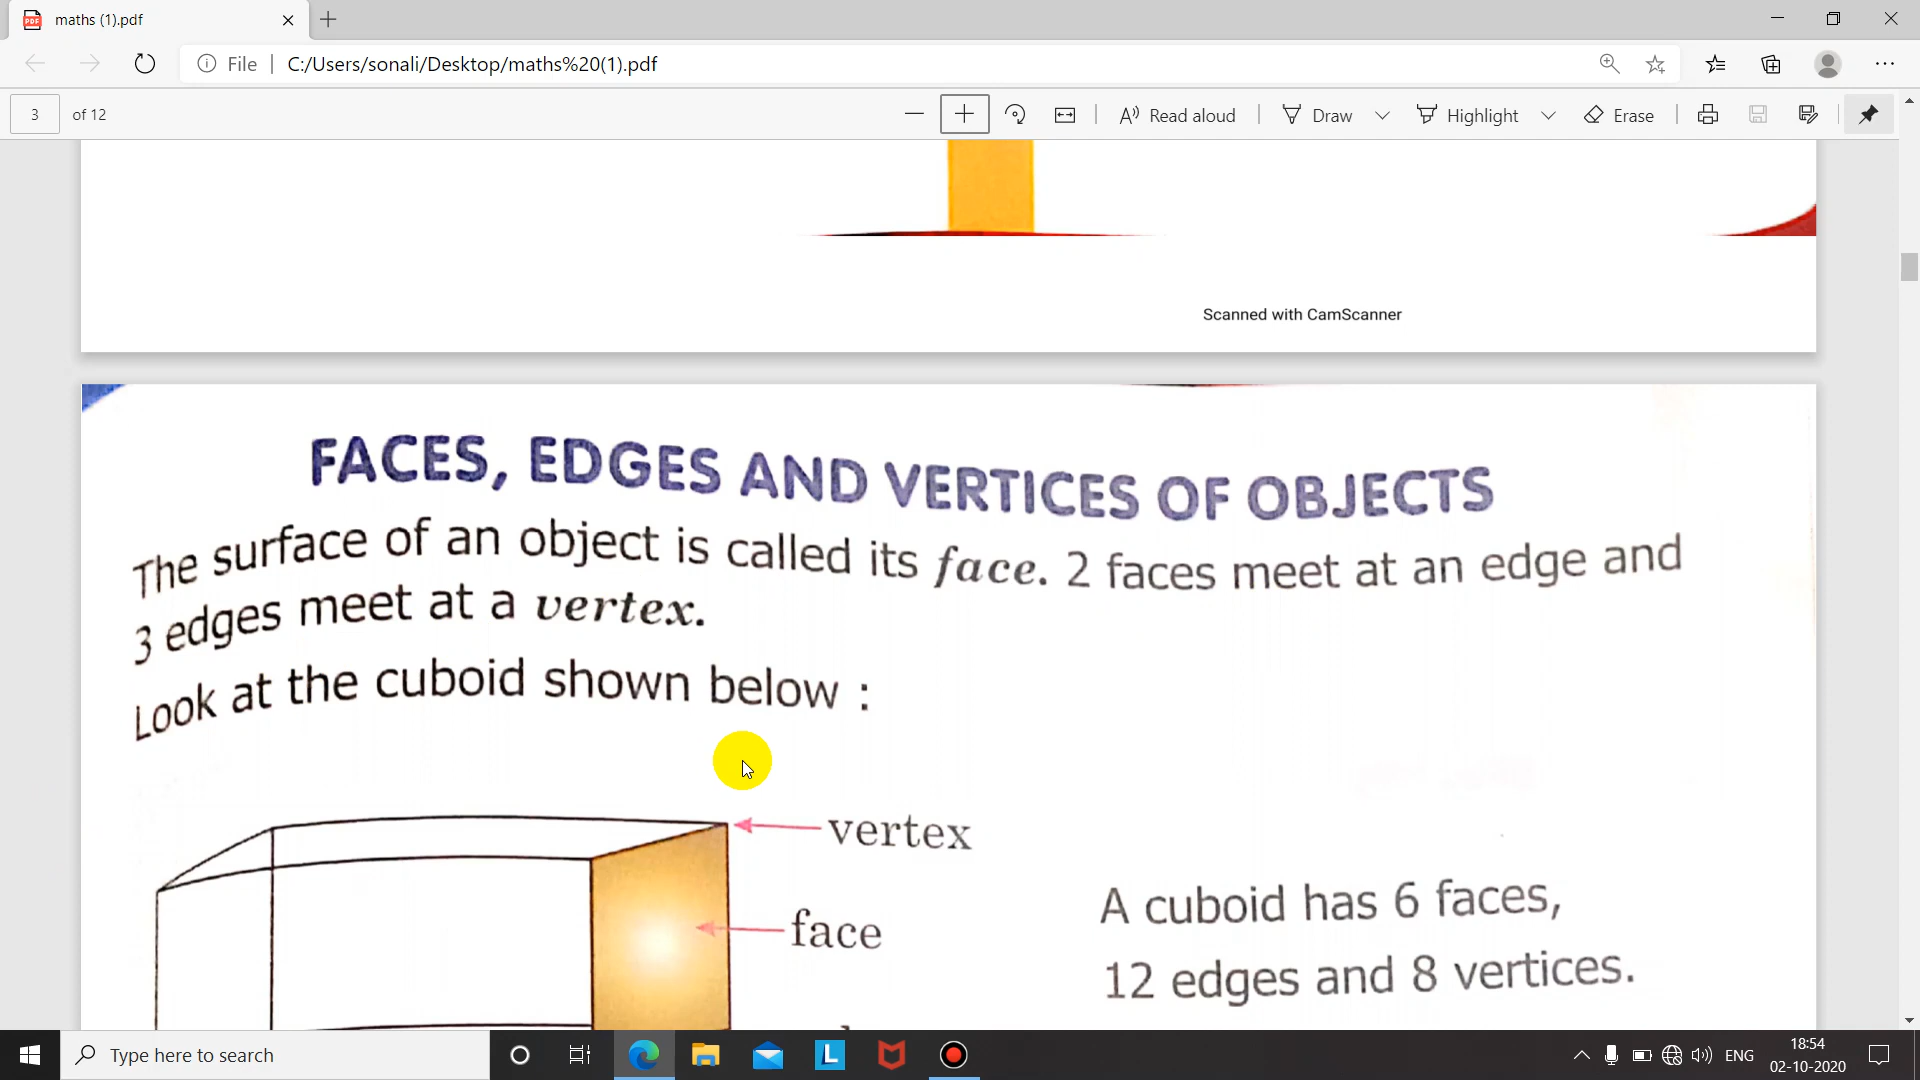 maths (1).pdf
File
C:/Users/sonali/Desktop/maths%20(1).pdf
3 of 12
Read aloud
Draw
Highlight
Erase
Scanned with CamScanner
FACES, EDGES AND VERTICES OF OBJECTS
The surface of an object is called its face. 2 faces meet at an edge and
3 edges meet at a vertex.
Look at the cuboid shown below :
vertex
face
A cuboid has 6 faces,
12 edges and 8 vertices.
Type here to search
L
ENG
18:54
02-10-2020